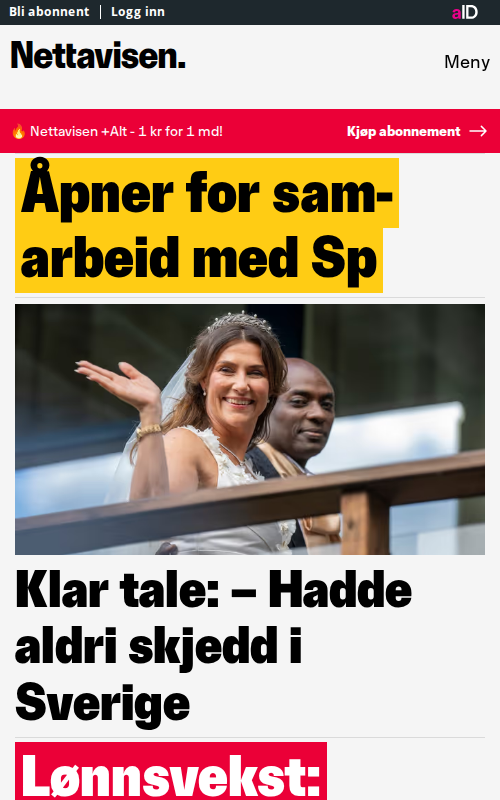 Bli abonnent | Logg inn
aID
Nettavisen.
Meny
🔥 Nettavisen +Alt - 1 kr for 1 md!
Kjøp abonnement →
Åpner for sam-
arbeid med Sp
Klar tale: – Hadde
aldri skjedd i
Sverige
Lønnsvekst: